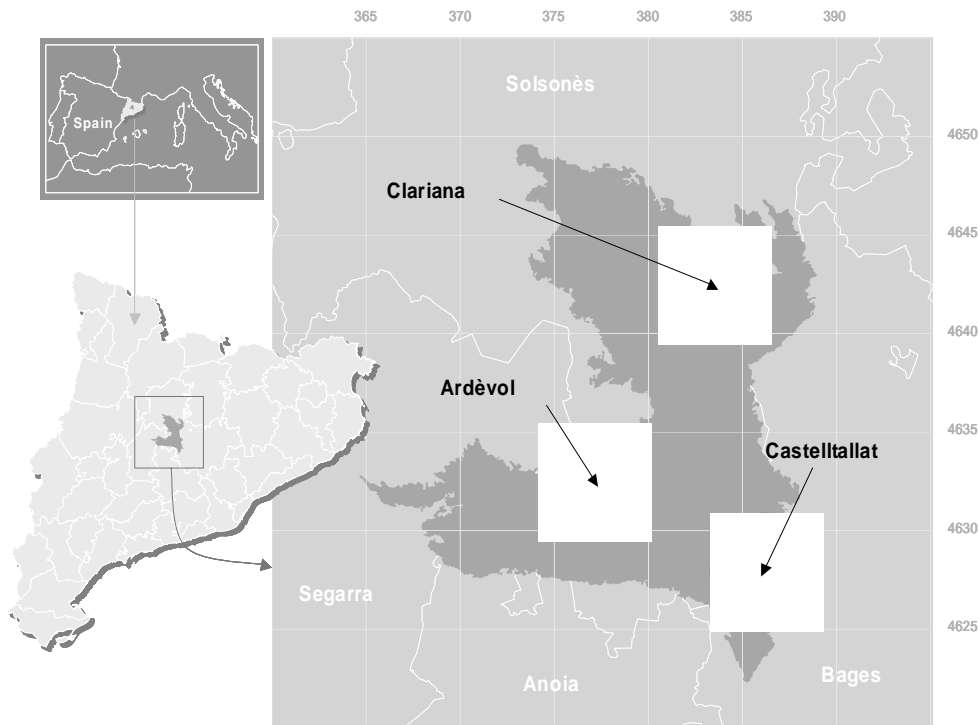 365 370 375 380 385 390
Solsonès
Spain
4650
Clariana
4645
4640
Ardèvol
4635
Castelltallat
4630
Segarra
4625
Anoia
Bages